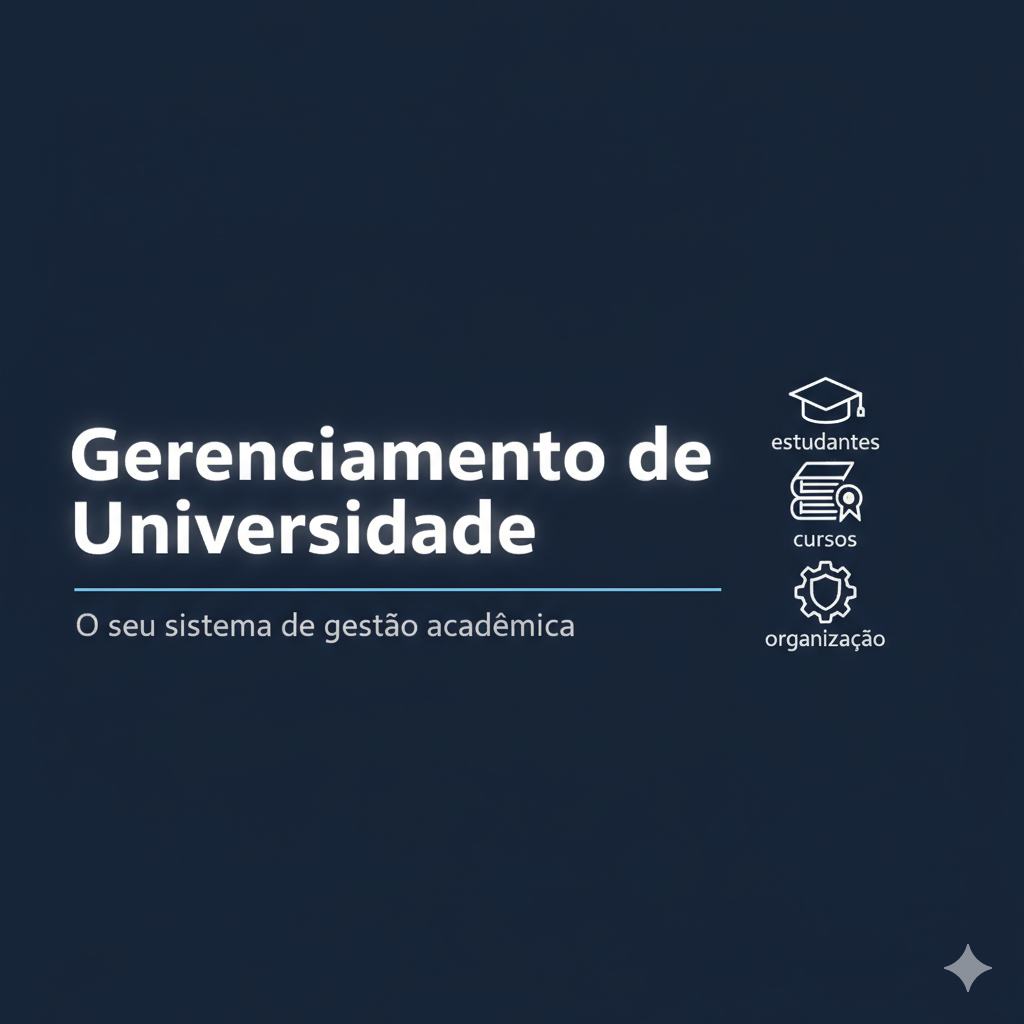 Gerenciamento de
Universidade
O seu sistema de gestão acadêmica
estudantes
cursos
organização